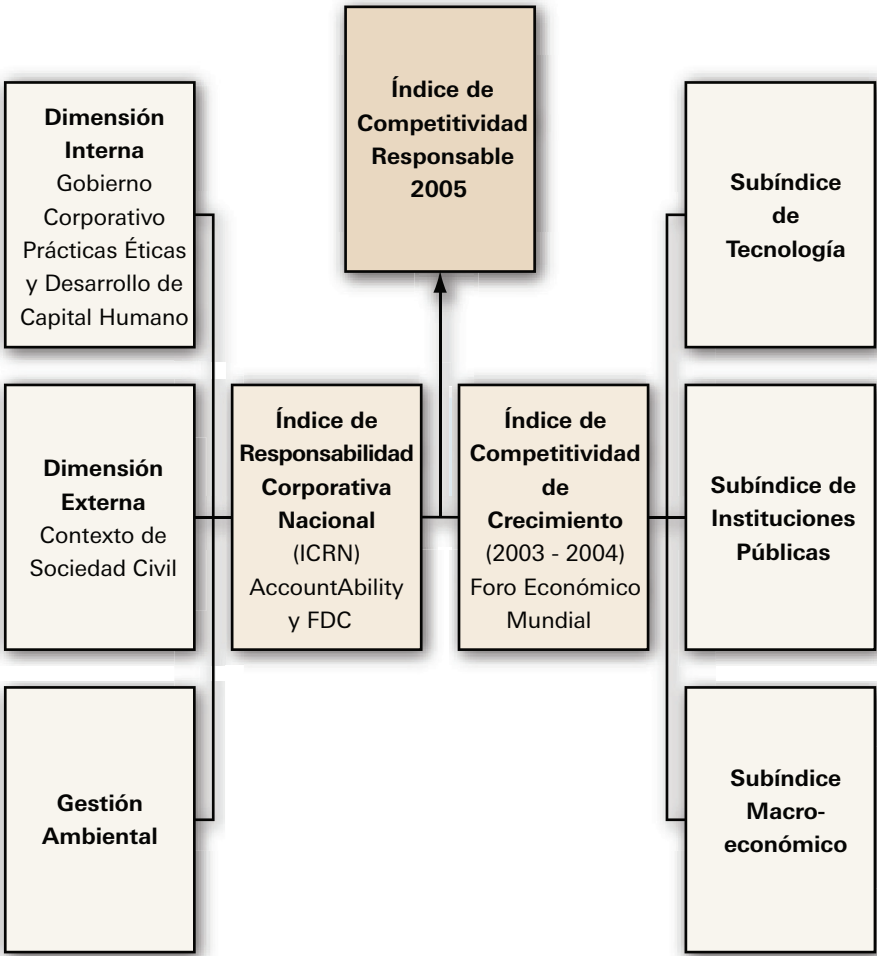 Índice de
Competitividad
Responsable
2005
Dimensión
Interna
Gobierno
Corporativo
Prácticas Éticas
y Desarrollo de
Capital Humano
Subíndice
de
Tecnología
Dimensión
Externa
Contexto de
Sociedad Civil
Índice de
Responsabilidad
Corporativa
Nacional
(ICRN)
AccountAbility
y FDC
Índice de
Competitividad
de
Crecimiento
(2003 - 2004)
Foro Económico
Mundial
Subíndice de
Instituciones
Públicas
Gestión
Ambiental
Subíndice
Macro-
económico